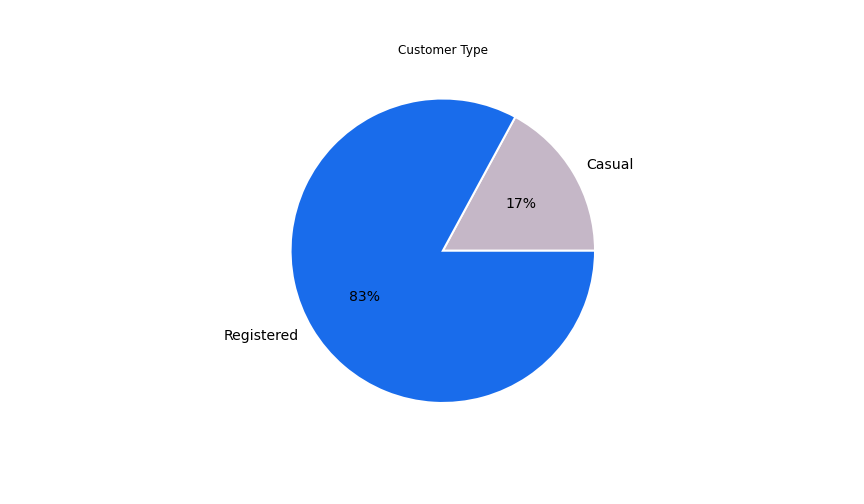 Customer Type
Casual
17%
83%
Registered